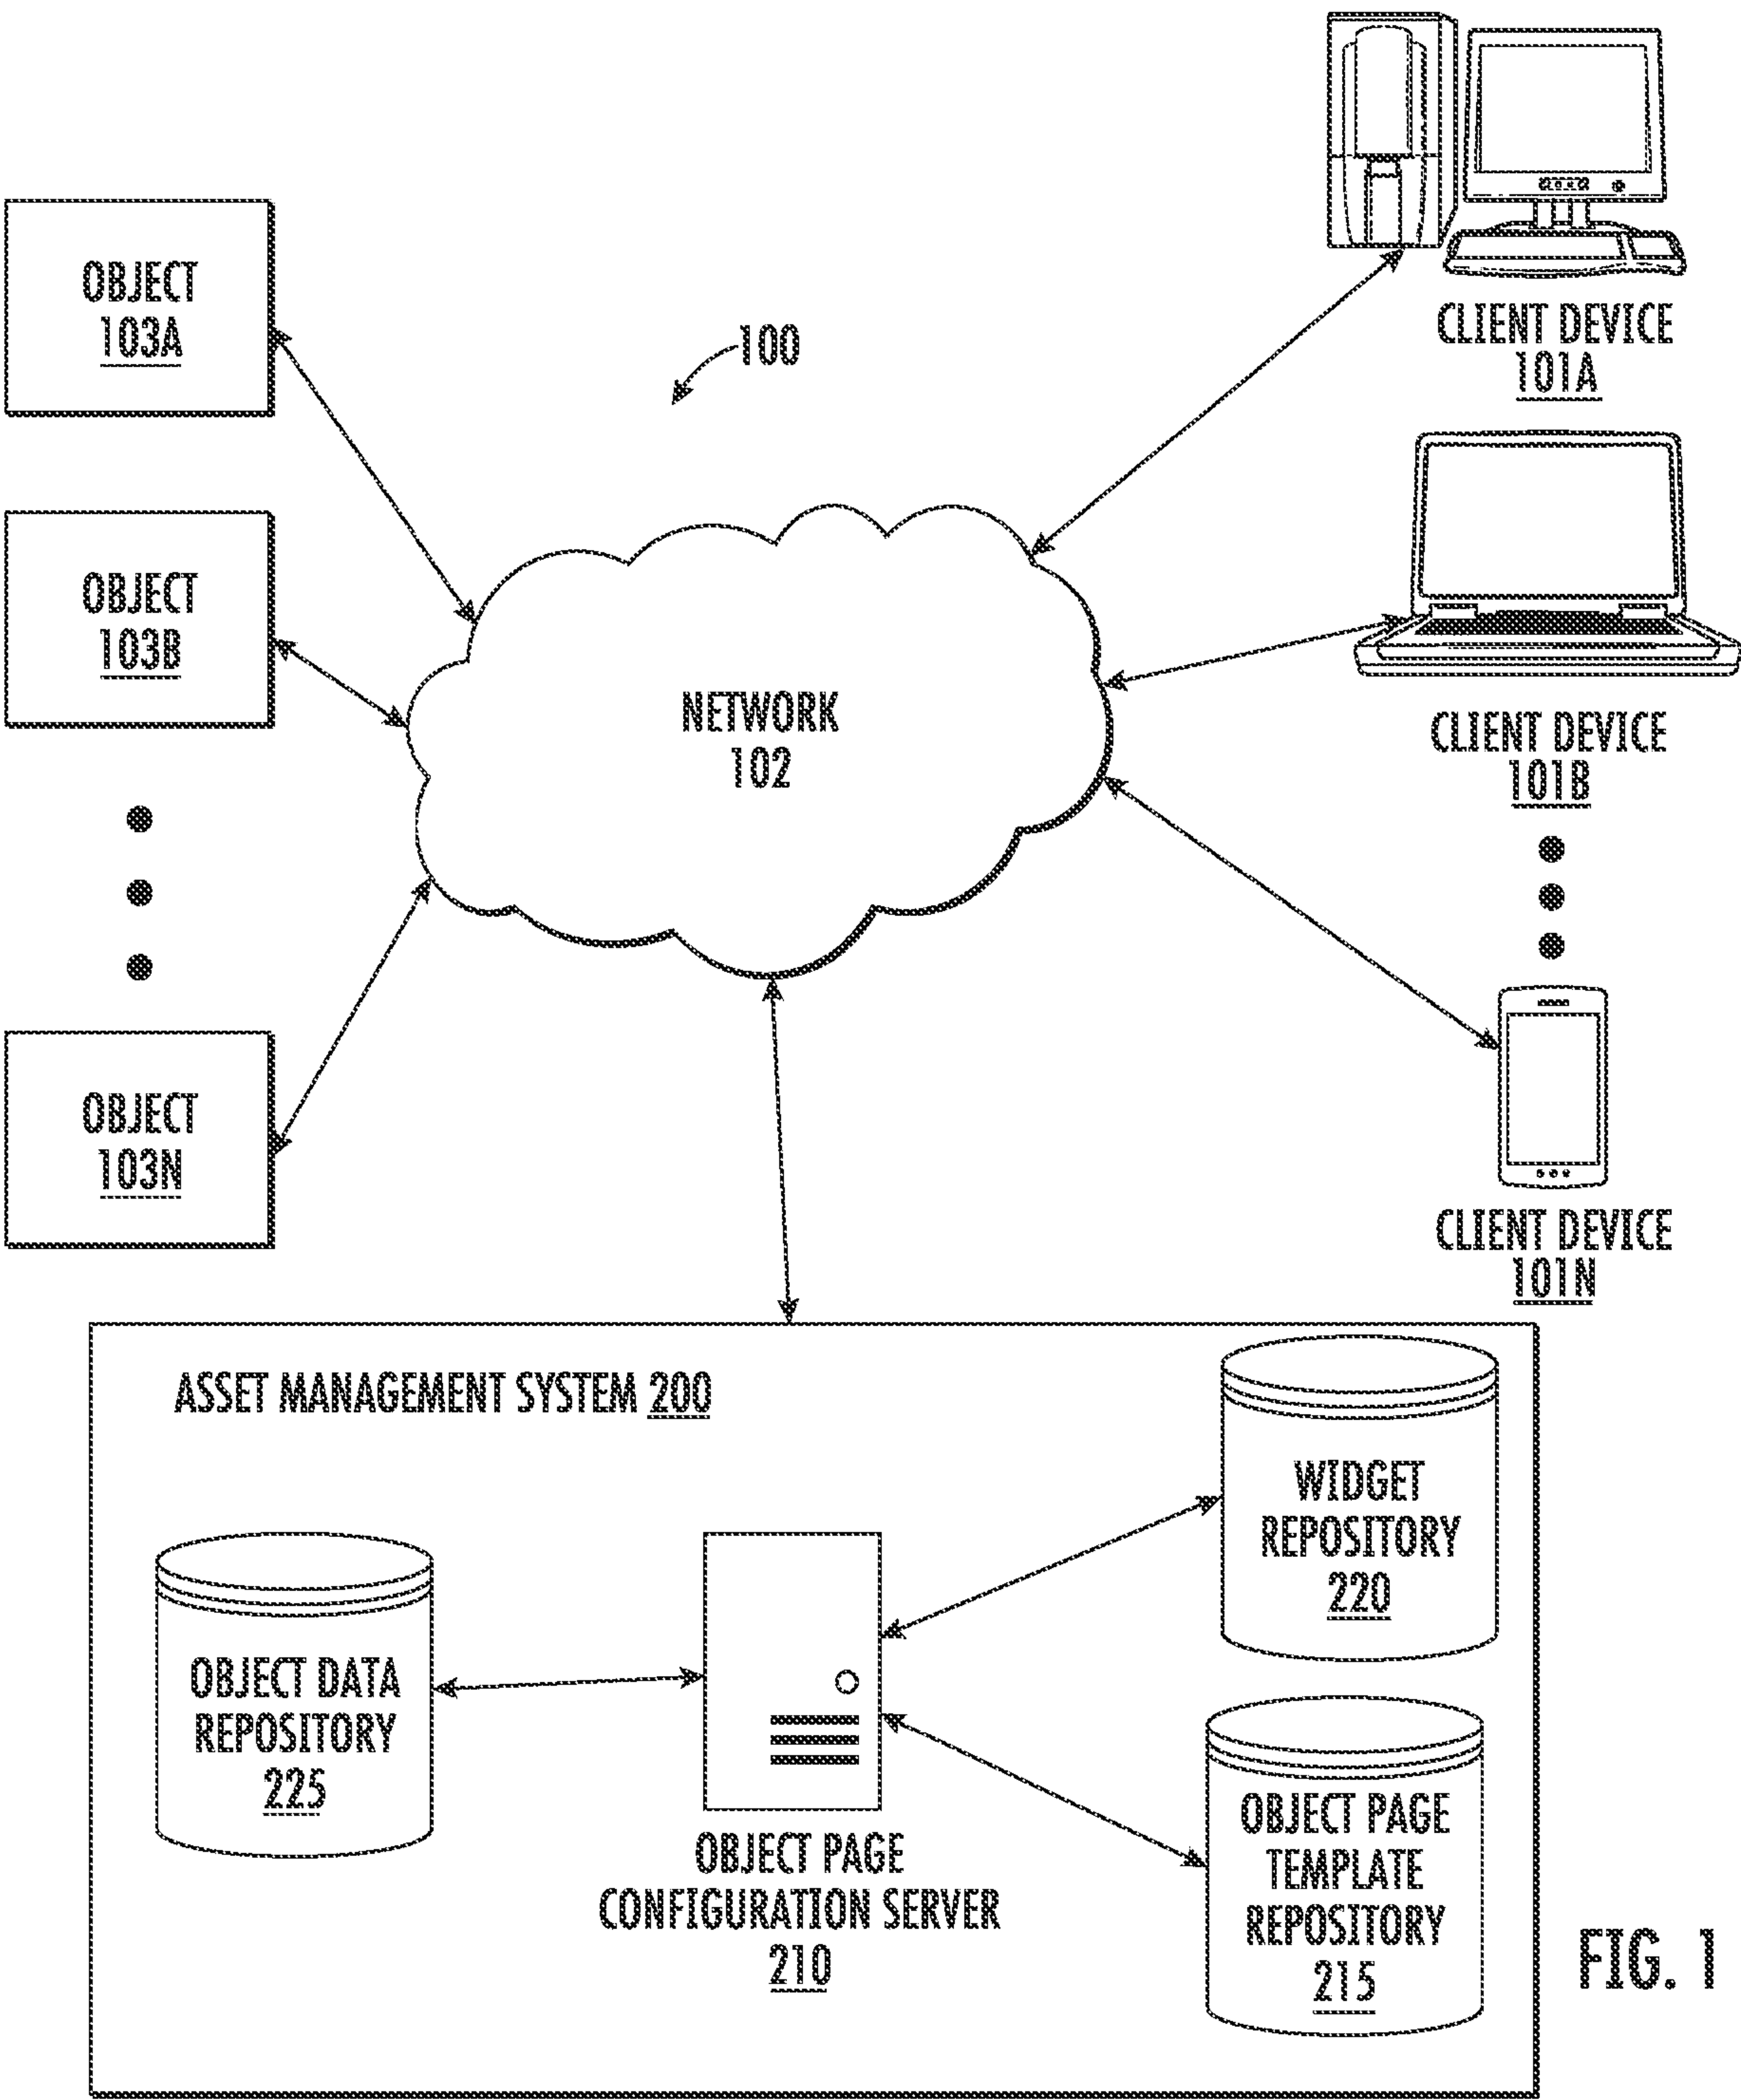 OBJECT
103A
100
CLIENT DEVICE
101A
OBJECT
103B
NETWORK
102
CLIENT DEVICE
101B
OBJECT
103N
CLIENT DEVICE
101N
ASSET MANAGEMENT SYSTEM 200
WIDGET
REPOSITORY
220
OBJECT DATA
REPOSITORY
225
OBJECT PAGE
CONFIGURATION SERVER
210
OBJECT PAGE
TEMPLATE
REPOSITORY
215
FIG. 1